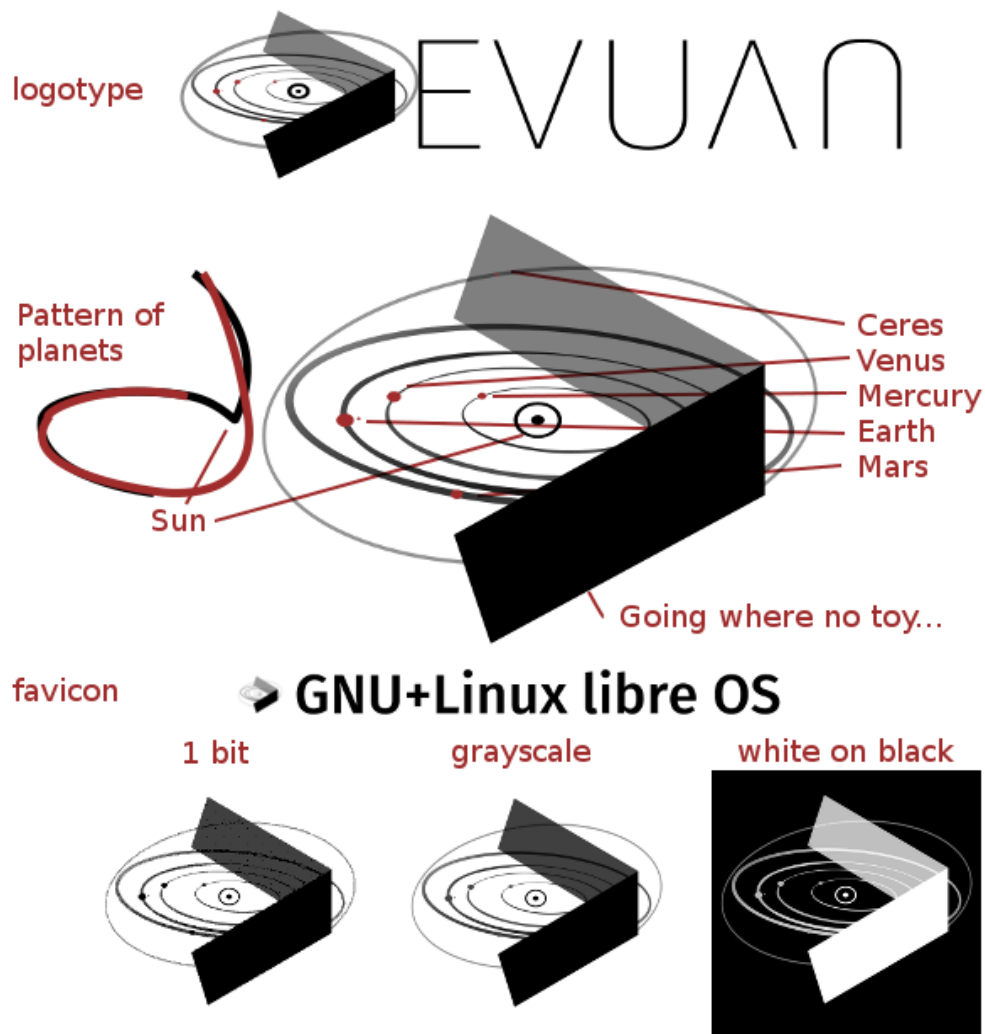 logotype
EVUAN
Pattern of
planets
Ceres
Venus
Mercury
Earth
Mars
Sun
Going where no toy...
favicon
GNU+Linux libre OS
1 bit
grayscale
white on black